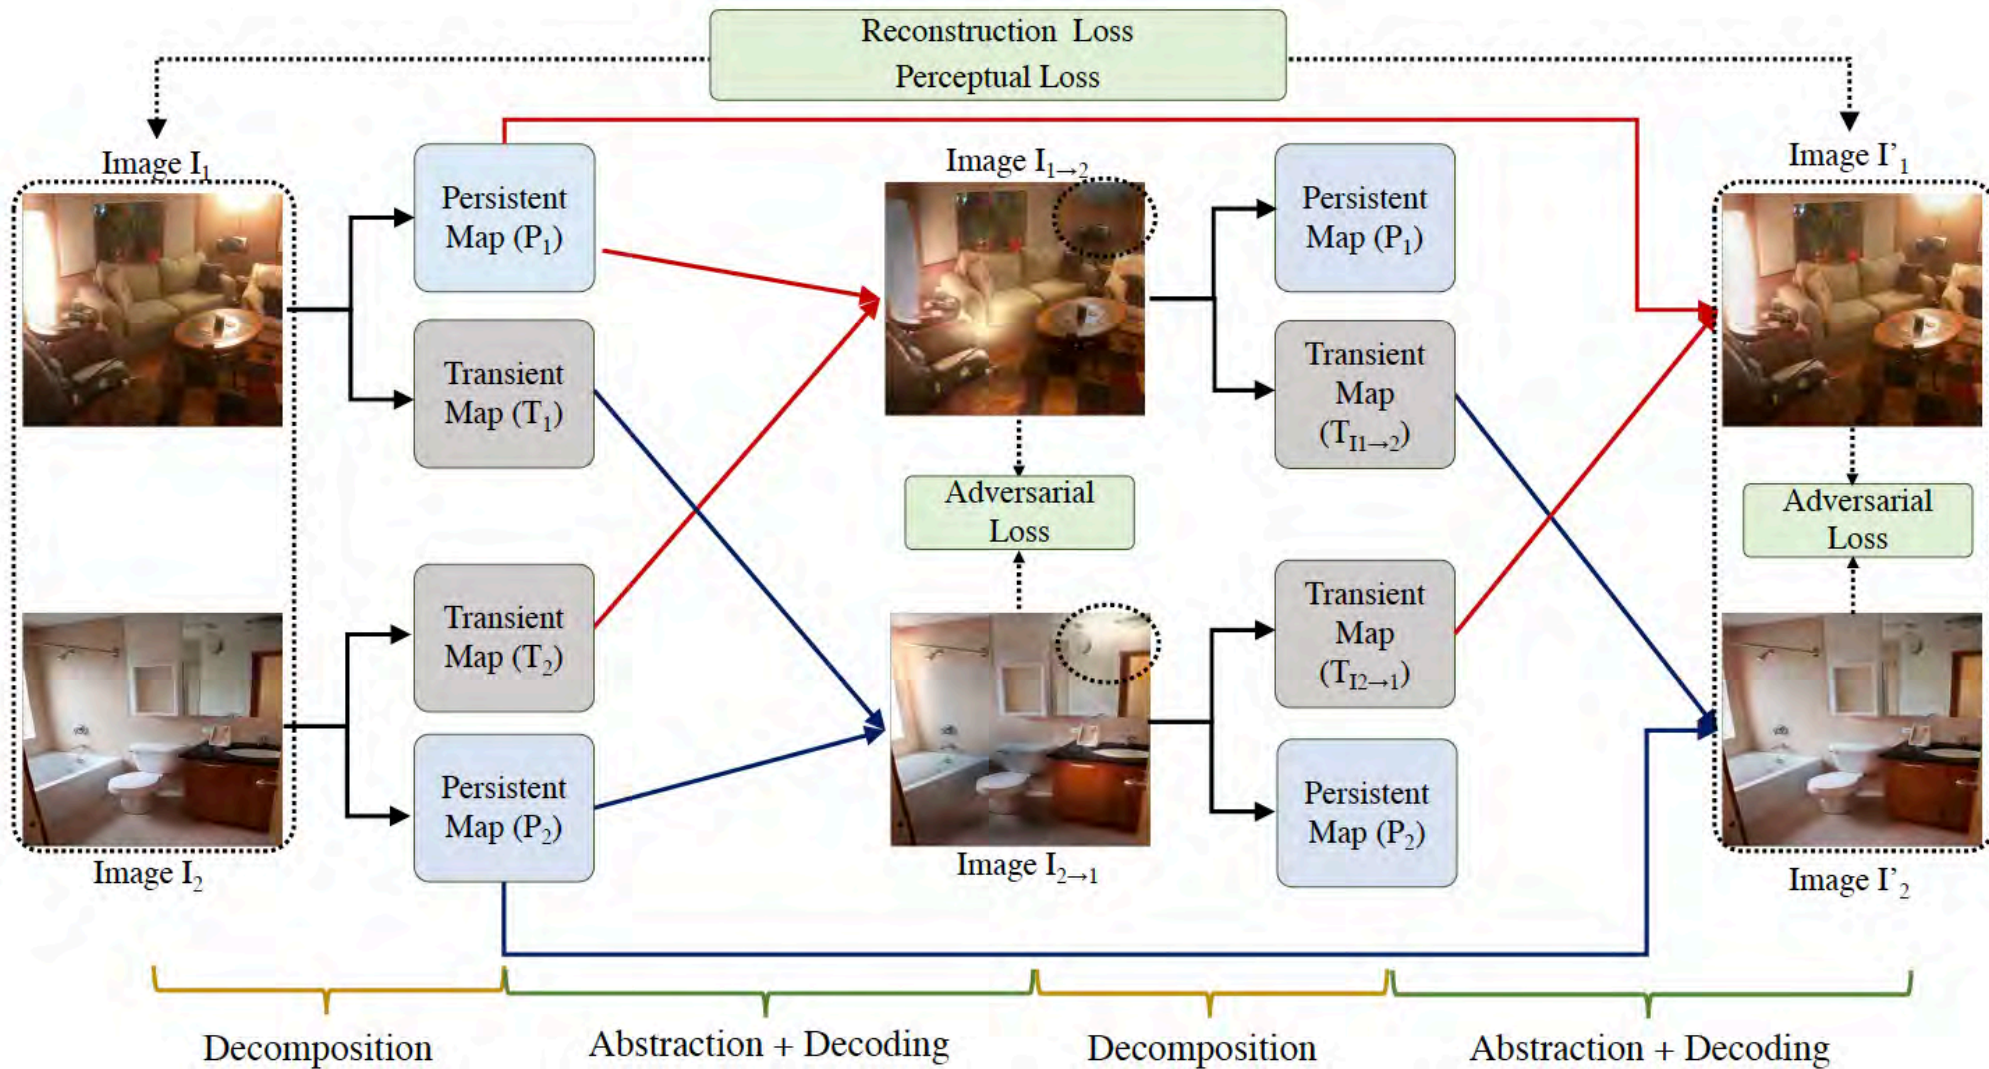 Reconstruction Loss
Perceptual Loss
Image I₁
Persistent
Map (P₁)
Transient
Map (T₁)
Transient
Map (T₂)
Persistent
Map (P₂)
Image I₂
Image I₁→₂
Adversarial
Loss
Image I₂→₁
Persistent
Map (P₁)
Transient
Map
(T_I1→2)
Transient
Map
(T_I2→1)
Persistent
Map (P₂)
Image I’₁
Adversarial
Loss
Image I’₂
Decomposition
Abstraction + Decoding
Decomposition
Abstraction + Decoding